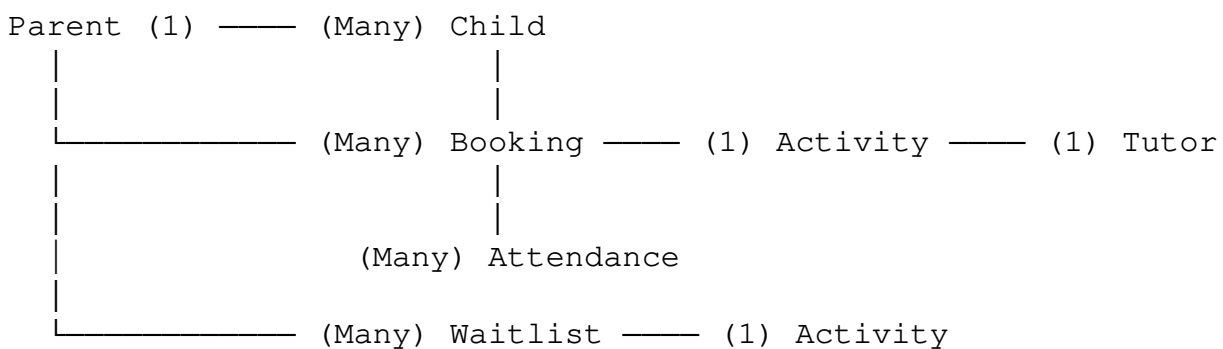 Parent (1) ──── (Many) Child
(Many) Booking ──── (1) Activity ──── (1) Tutor
(Many) Attendance
(Many) Waitlist ──── (1) Activity